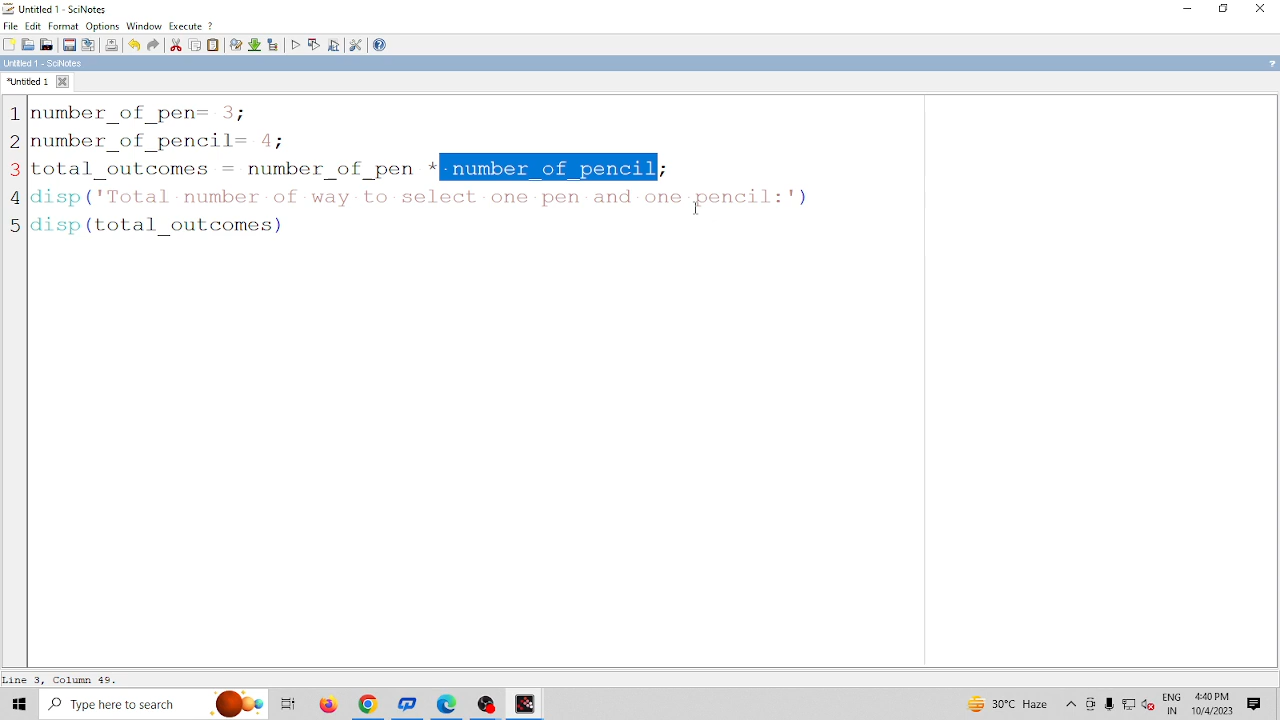 Untitled 1 - SciNotes
File Edit Format Options Window Execute ?
Untitled 1 - SciNotes ?
*Untitled 1
1 number_of_pen= 3;
2 number_of_pencil= 4;
3 total_outcomes = number_of_pen * number_of_pencil;
4 disp('Total number of way to select one pen and one pencil:')
5 disp(total_outcomes)
Line 3, Column 49.
Type here to search
30°C Haze
ENG
IN
4:40 PM
10/4/2023